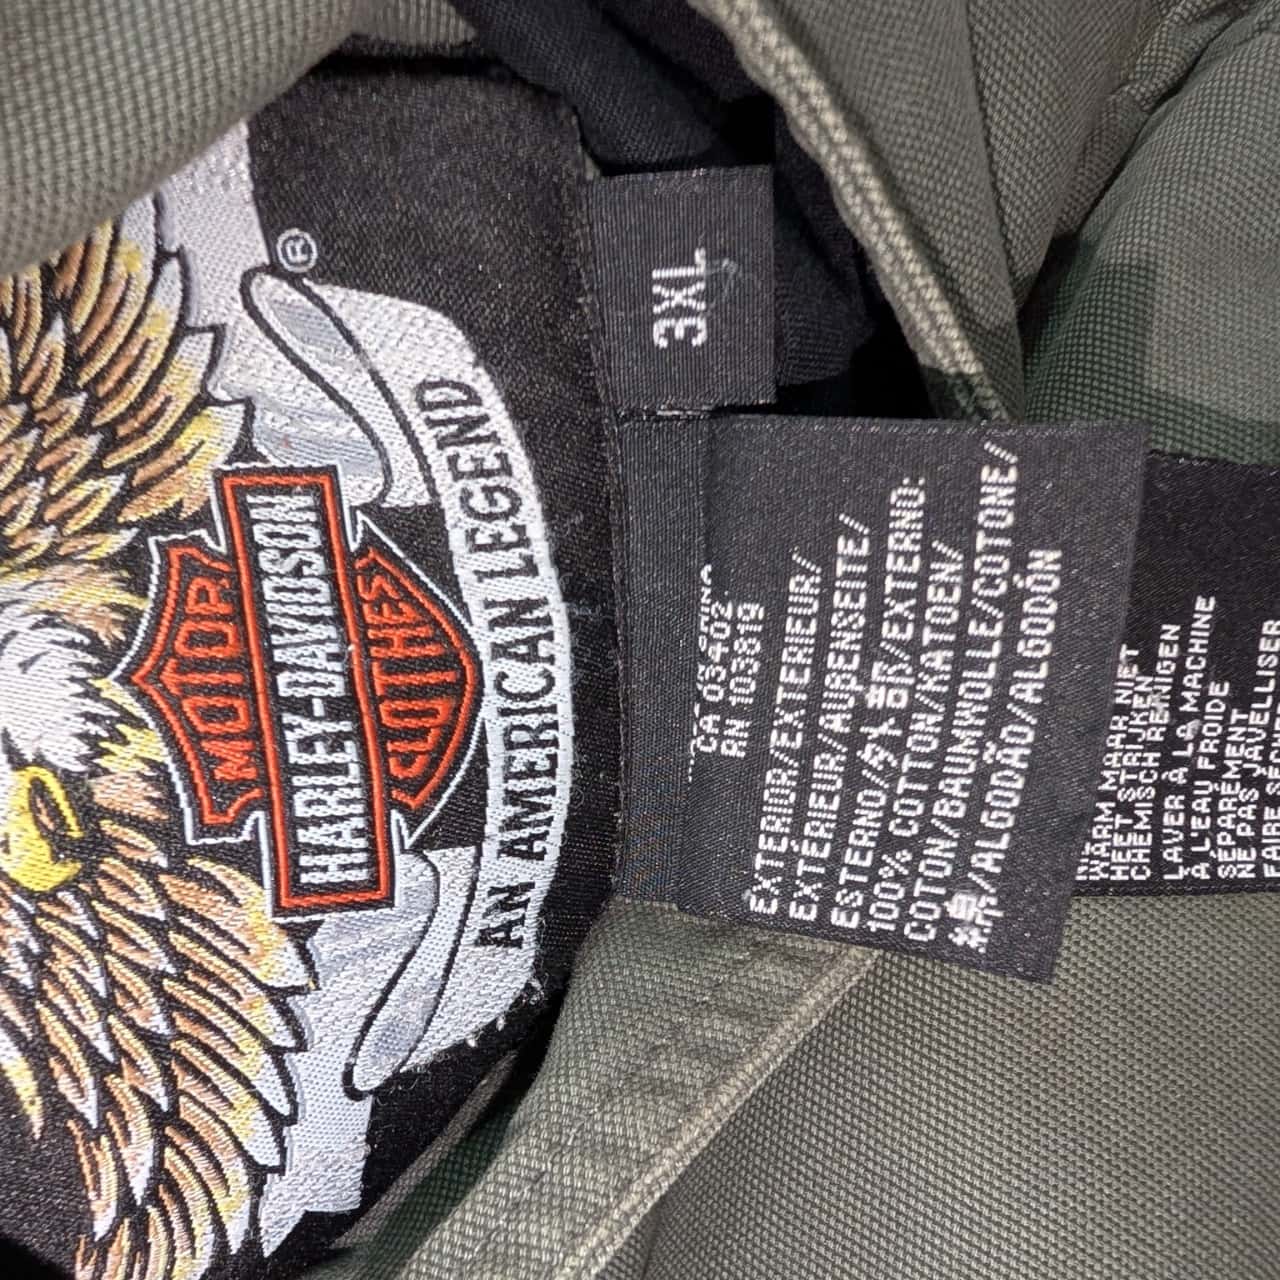 ®
MOTOR
HARLEY-DAVIDSON
CLOTHES
AN AMERICAN LEGEND
3XL
CA 03402
RN 103819
EXTERIOR/EXTERIEUR/
EXTÉRIEUR/AUßENSEITE/
ESTERNO/外部/EXTERNO:
100% COTTON/KATOEN/
COTON/BAUMWOLLE/COTONE/
棉/ALGODÃO/ALGODÓN
WARM MAAR NIET
HEET STRIJKEN
CHEMISCH REINIGEN
LAVER À LA MACHINE
À L'EAU FROIDE
SÉPARÉMENT
NE PAS JAVELLISER